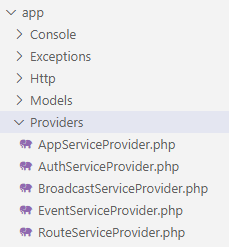 app
Console
Exceptions
Http
Models
Providers
AppServiceProvider.php
AuthServiceProvider.php
BroadcastServiceProvider.php
EventServiceProvider.php
RouteServiceProvider.php